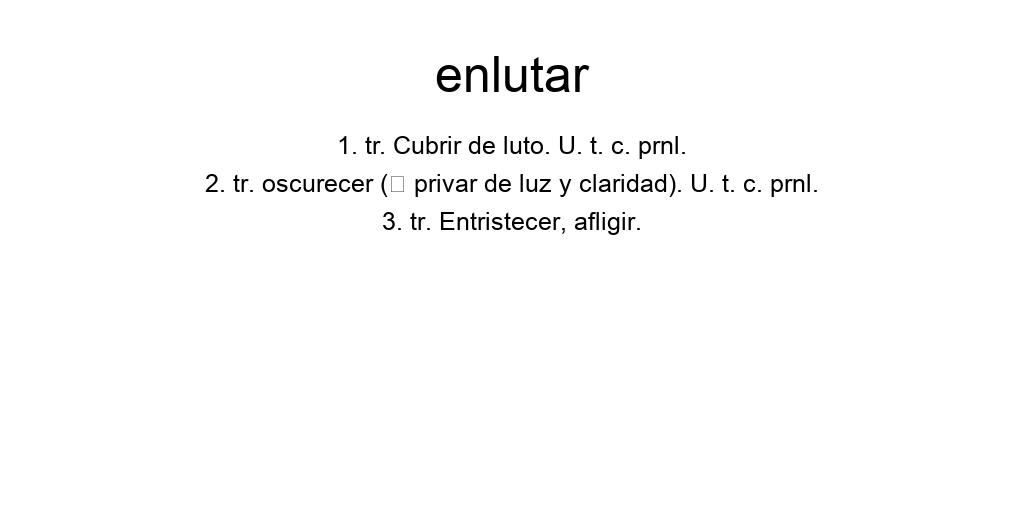 enlutar
1. tr. Cubrir de luto. U. t. c. prnl.
2. tr. oscurecer (▯ privar de luz y claridad). U. t. c. prnl.
3. tr. Entristecer, afligir.